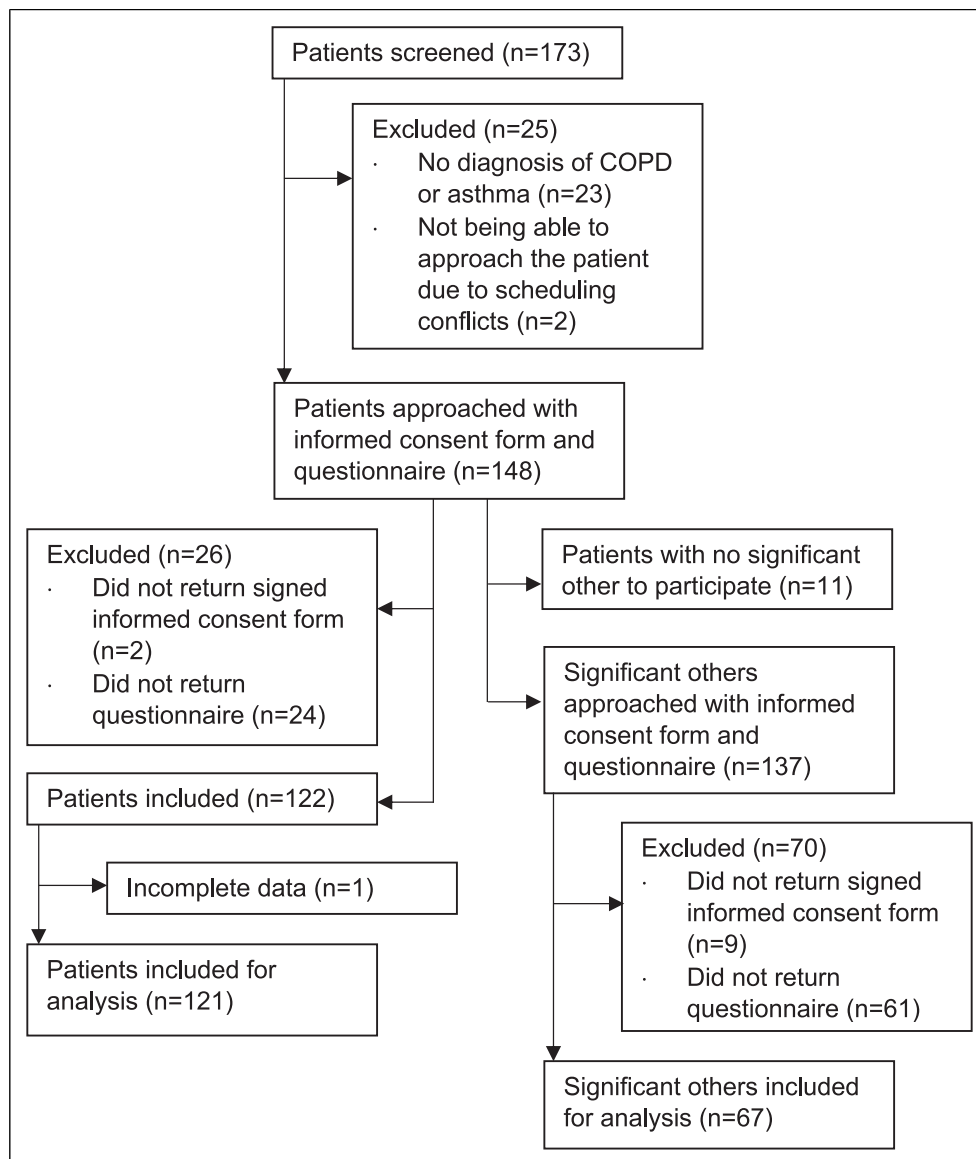 Patients screened (n=173)
Excluded (n=25)
· No diagnosis of COPD
or asthma (n=23)
· Not being able to
approach the patient
due to scheduling
conflicts (n=2)
Patients approached with
informed consent form and
questionnaire (n=148)
Excluded (n=26)
· Did not return signed
informed consent form
(n=2)
· Did not return
questionnaire (n=24)
Patients with no significant
other to participate (n=11)
Significant others
approached with informed
consent form and
questionnaire (n=137)
Patients included (n=122)
Incomplete data (n=1)
Patients included for
analysis (n=121)
Excluded (n=70)
· Did not return signed
informed consent form
(n=9)
· Did not return
questionnaire (n=61)
Significant others included
for analysis (n=67)